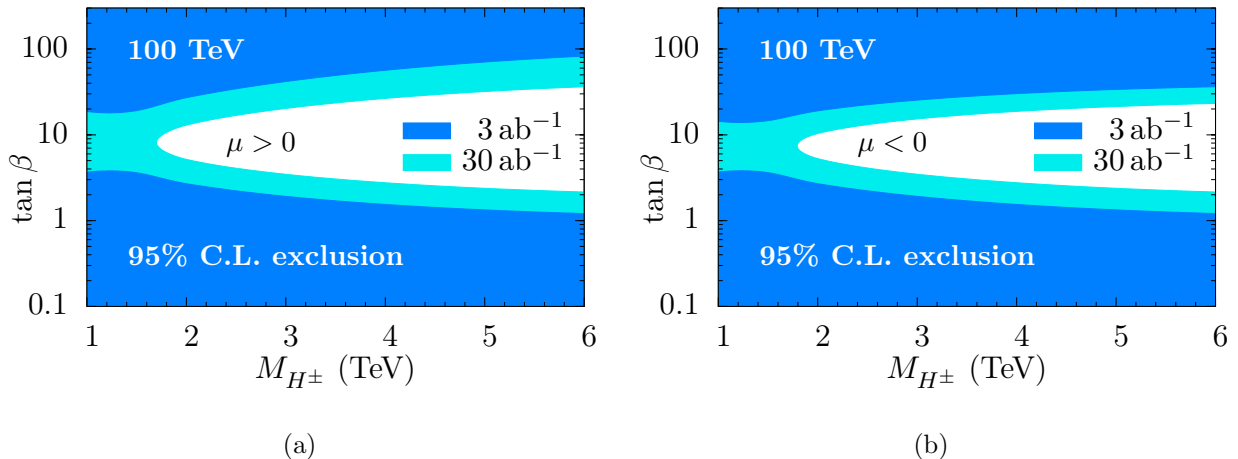 100 TeV
μ > 0
3 ab⁻¹
30 ab⁻¹
95% C.L. exclusion
100
10
1
0.1
tan β
1 2 3 4 5 6
M_{H^±} (TeV)
(a)
100 TeV
μ < 0
3 ab⁻¹
30 ab⁻¹
95% C.L. exclusion
100
10
1
0.1
tan β
1 2 3 4 5 6
M_{H^±} (TeV)
(b)